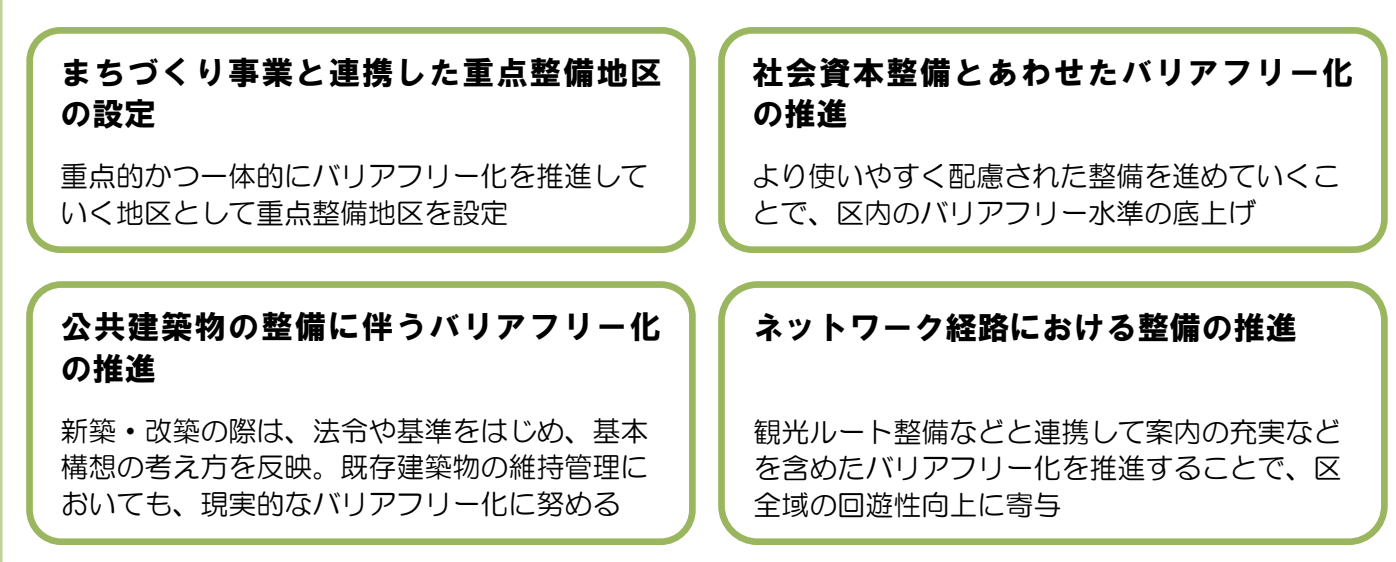 まちづくり事業と連携した重点整備地区
の設定
重点的かつ一体的にバリアフリー化を推進して
いく地区として重点整備地区を設定
社会資本整備とあわせたバリアフリー化
の推進
より使いやすく配慮された整備を進めていくこ
とで、区内のバリアフリー水準の底上げ
公共建築物の整備に伴うバリアフリー化
の推進
新築・改築の際は、法令や基準をはじめ、基本
構想の考え方を反映。既存建築物の維持管理に
おいても、現実的なバリアフリー化に努める
ネットワーク経路における整備の推進
観光ルート整備などと連携して案内の充実など
を含めたバリアフリー化を推進することで、区
全域の回遊性向上に寄与